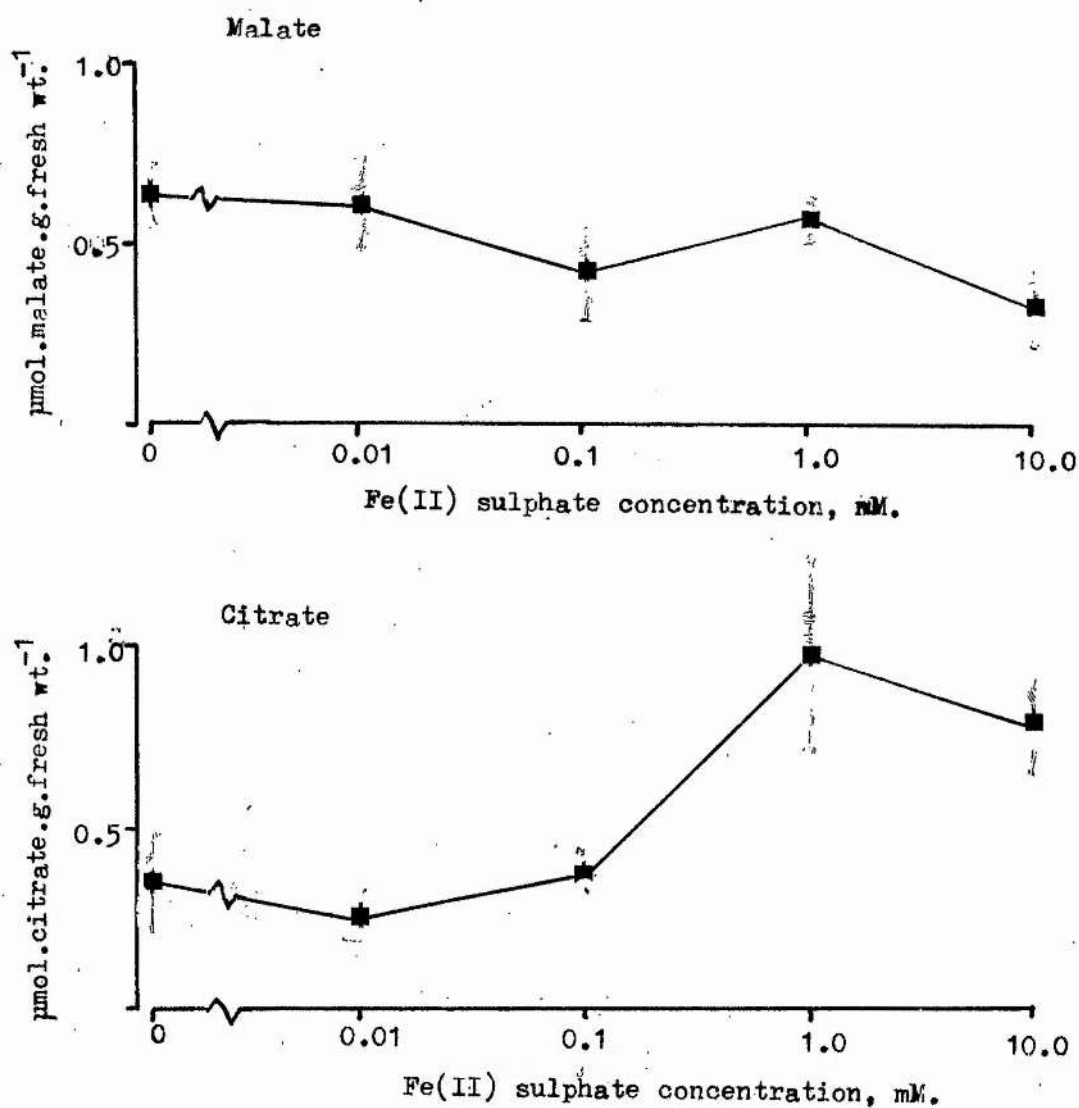 Malate
µmol.malate.g.fresh wt.⁻¹
1.0
0.5
0
0.01
0.1
1.0
10.0
Fe(II) sulphate concentration, mM.
Citrate
µmol.citrate.g.fresh wt.⁻¹
1.0
0.5
0
0.01
0.1
1.0
10.0
Fe(II) sulphate concentration, mM.